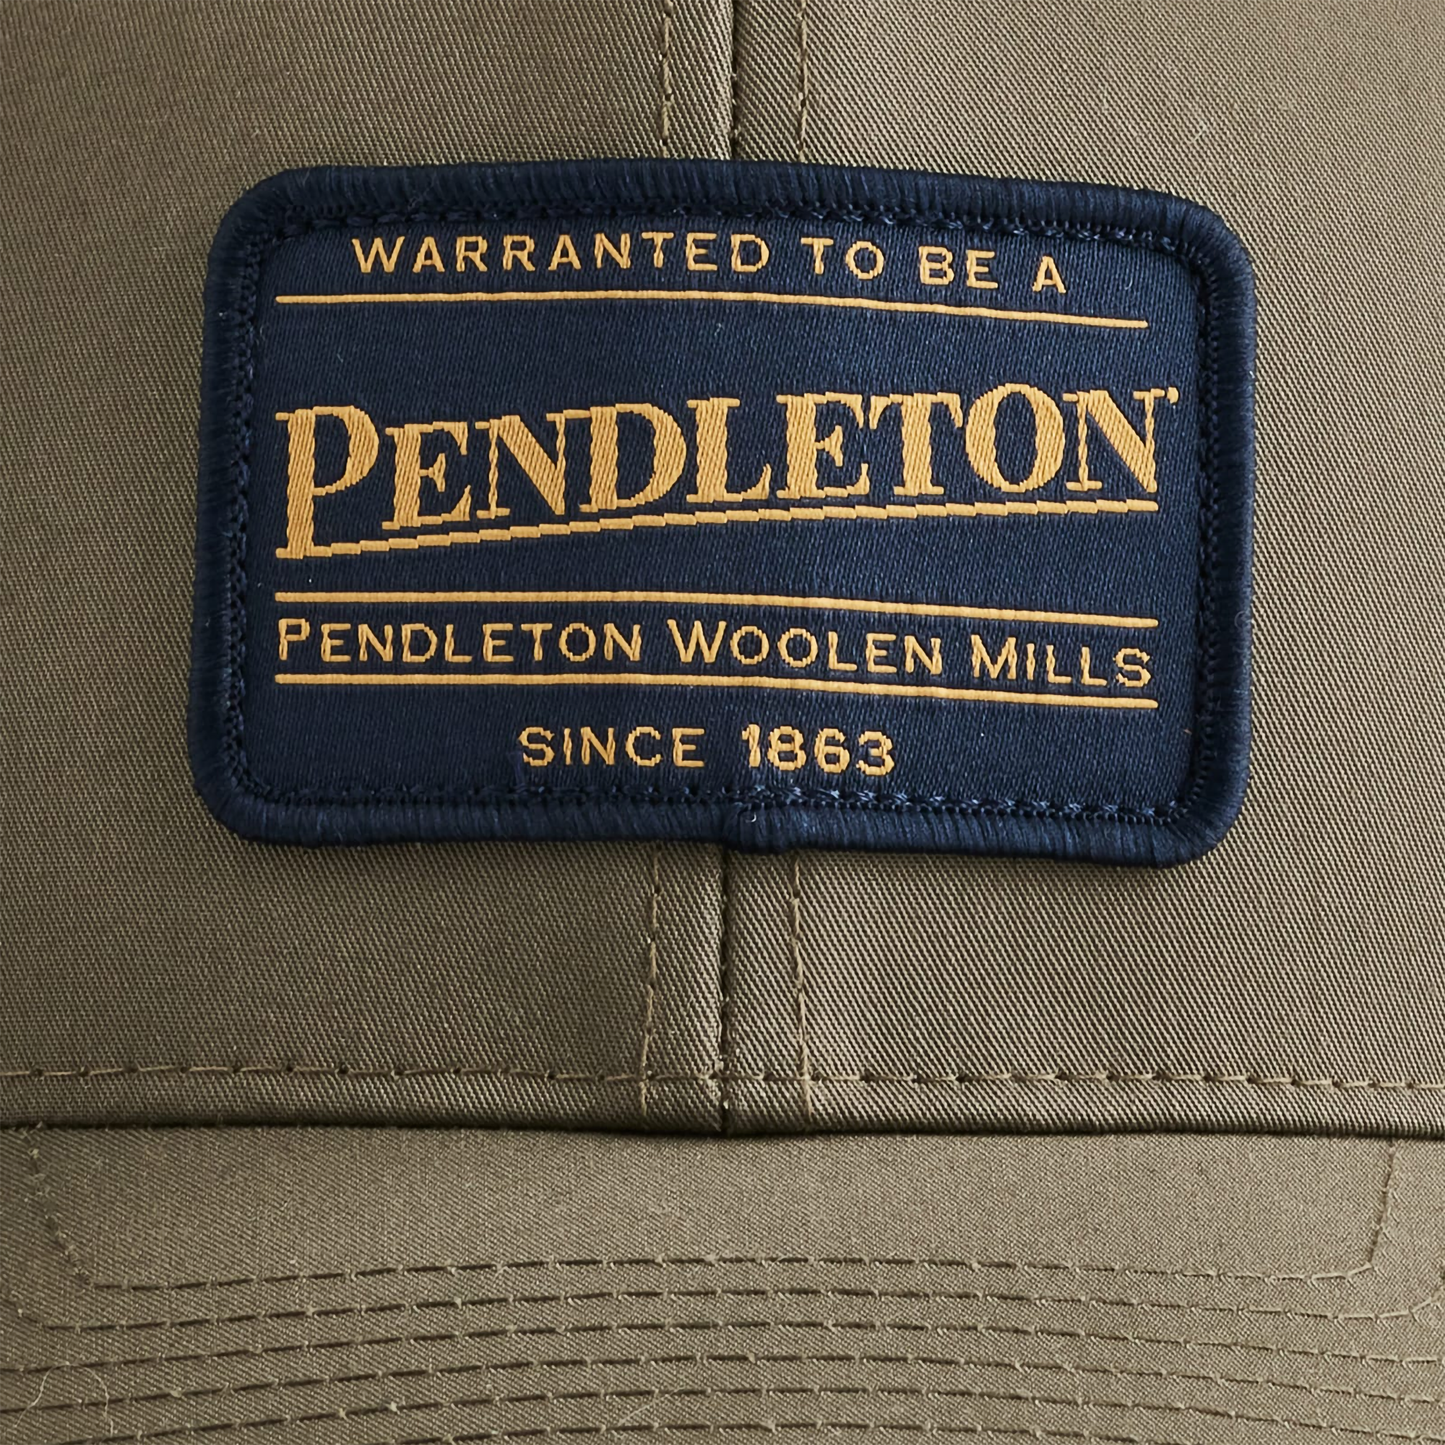 WARRANTED TO BE A
PENDLETON
PENDLETON WOOLEN MILLS
SINCE 1863